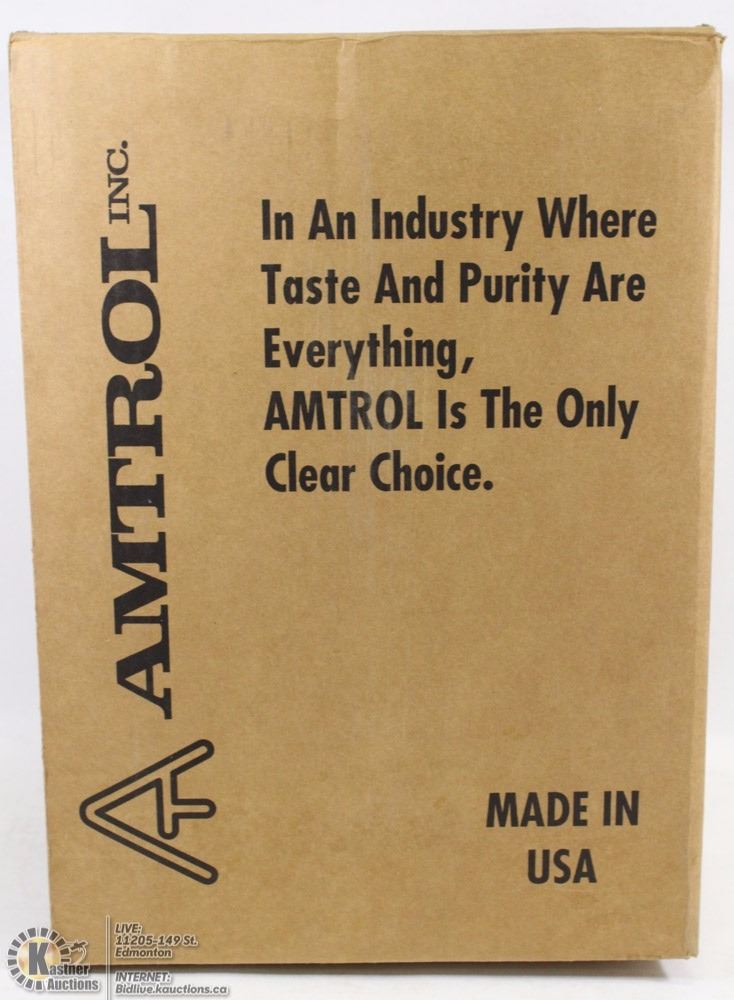 AMTROL INC.
In An Industry Where
Taste And Purity Are
Everything,
AMTROL Is The Only
Clear Choice.
MADE IN
USA
Kastner
Auctions
LIVE:
11205-149 St.
Edmonton
INTERNET:
Bidlive.kauctions.ca